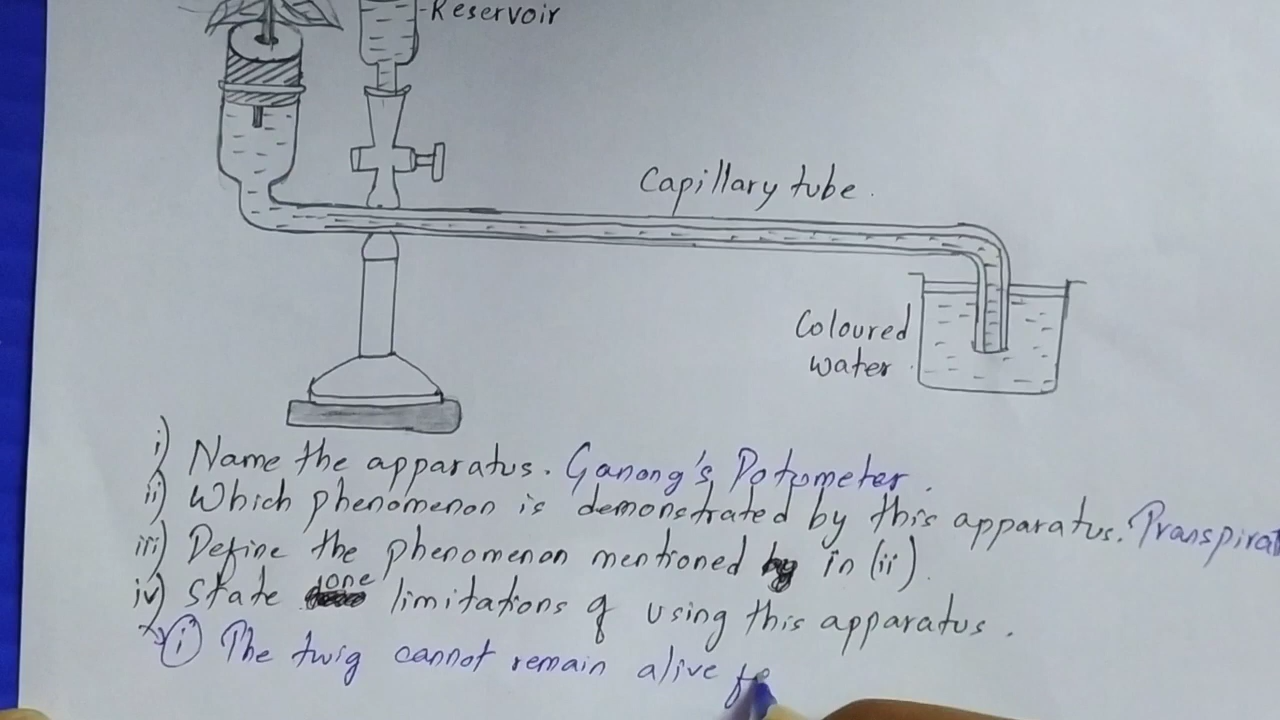 Reservoir
Capillary tube.
Coloured
water
i) Name the apparatus. Ganong's Potometer.
ii) Which phenomenon is demonstrated by this apparatus. Transpirat
iii) Define the phenomenon mentioned in (ii).
iv) State one limitations of using this apparatus.
i The twig cannot remain alive fo